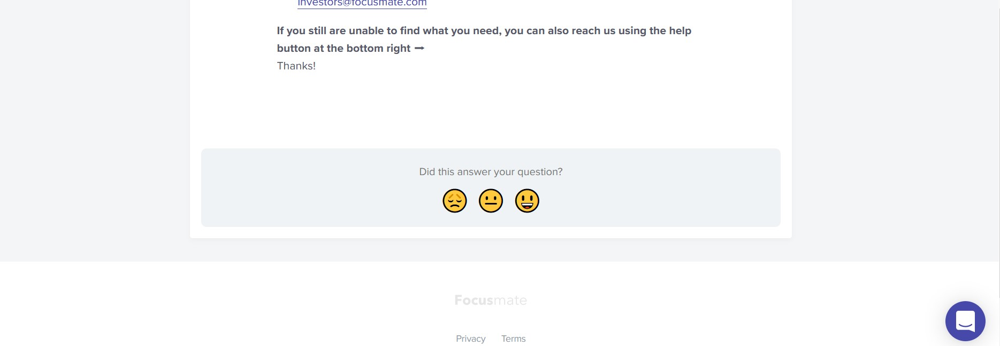 investors@focusmate.com
If you still are unable to find what you need, you can also reach us using the help
button at the bottom right ➞
Thanks!
Did this answer your question?
Focusmate
Privacy Terms